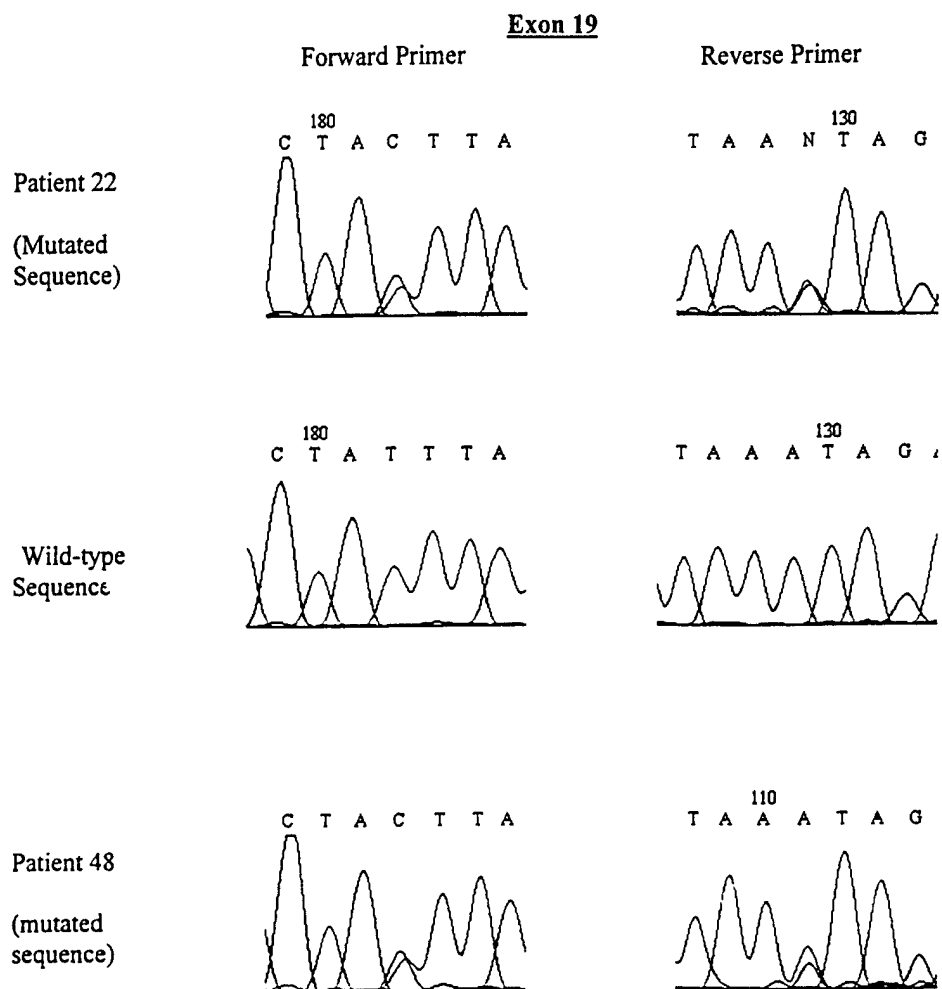 Exon 19
Forward Primer
Reverse Primer
180
C T A C T T A
130
T A A N T A G
Patient 22
(Mutated
Sequence)
180
C T A T T T A
130
T A A A T A G
Wild-type
Sequence
C T A C T T A
110
T A A A T A G
Patient 48
(mutated
sequence)